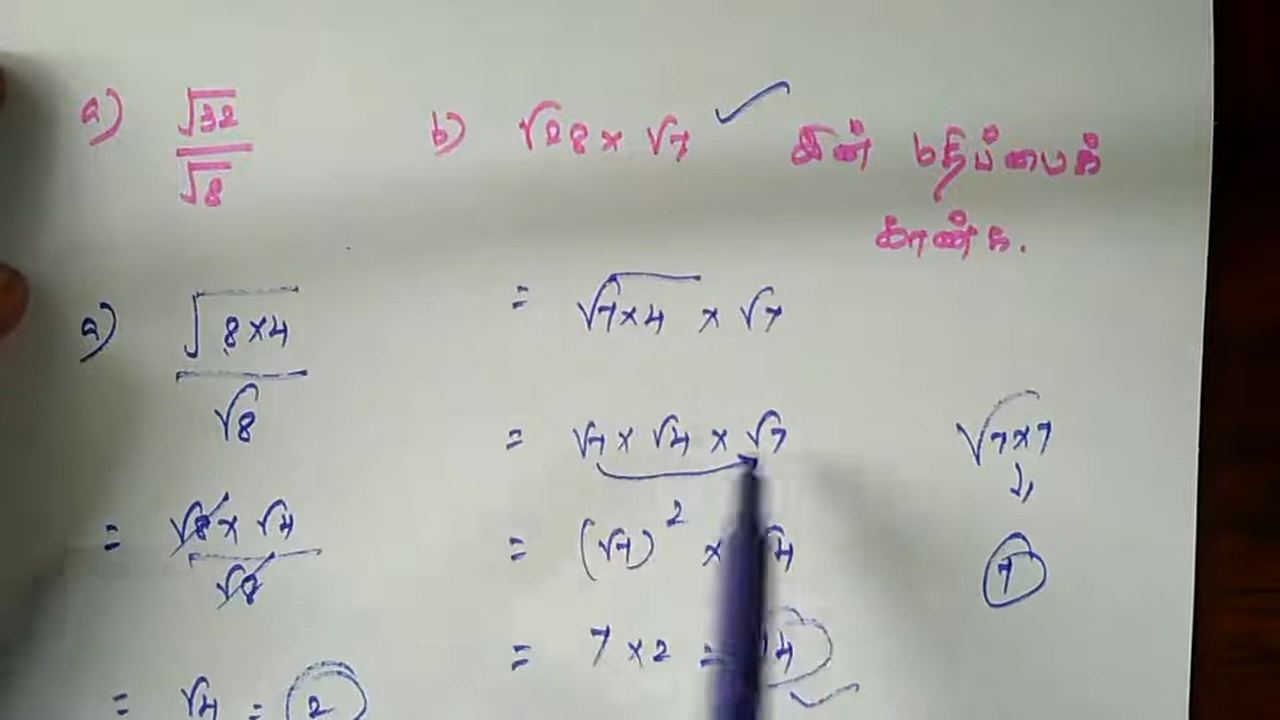 a) √32 / √8
b) √28 × √7 ✓ இன் மதிப்பைக்
காண்க.
a) √8×4 / √8
= √8 × √4 / √8
= √4 = 2
= √7×4 × √7
= √7 × √4 × √7
= (√7)² × √4
= 7 × 2 = 14
√7×7
↓
7